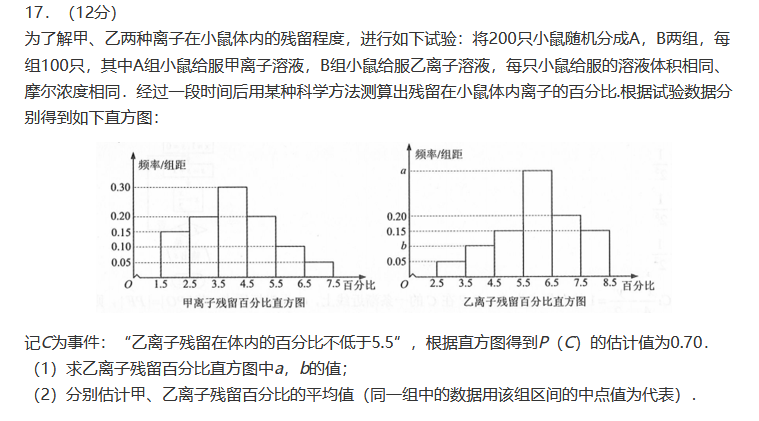 17. （12分）
为了解甲、乙两种离子在小鼠体内的残留程度，进行如下试验：将200只小鼠随机分成A，B两组，每
组100只，其中A组小鼠给服甲离子溶液，B组小鼠给服乙离子溶液，每只小鼠给服的溶液体积相同、
摩尔浓度相同．经过一段时间后用某种科学方法测算出残留在小鼠体内离子的百分比.根据试验数据分
别得到如下直方图：
频率/组距
0.30
0.20
0.15
0.10
0.05
O 1.5 2.5 3.5 4.5 5.5 6.5 7.5 百分比
甲离子残留百分比直方图
频率/组距
a
0.20
0.15
b
0.05
O 2.5 3.5 4.5 5.5 6.5 7.5 8.5 百分比
乙离子残留百分比直方图
记C为事件：“乙离子残留在体内的百分比不低于5.5”，根据直方图得到P（C）的估计值为0.70．
（1）求乙离子残留百分比直方图中a，b的值；
（2）分别估计甲、乙离子残留百分比的平均值（同一组中的数据用该组区间的中点值为代表）．